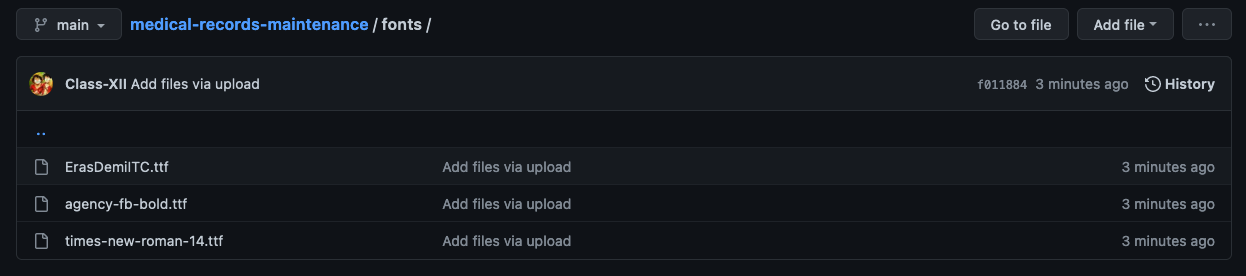 main medical-records-maintenance / fonts / Go to file Add file ...
Class-XII Add files via upload f011884 3 minutes ago History
..
ErasDemiITC.ttf Add files via upload 3 minutes ago
agency-fb-bold.ttf Add files via upload 3 minutes ago
times-new-roman-14.ttf Add files via upload 3 minutes ago